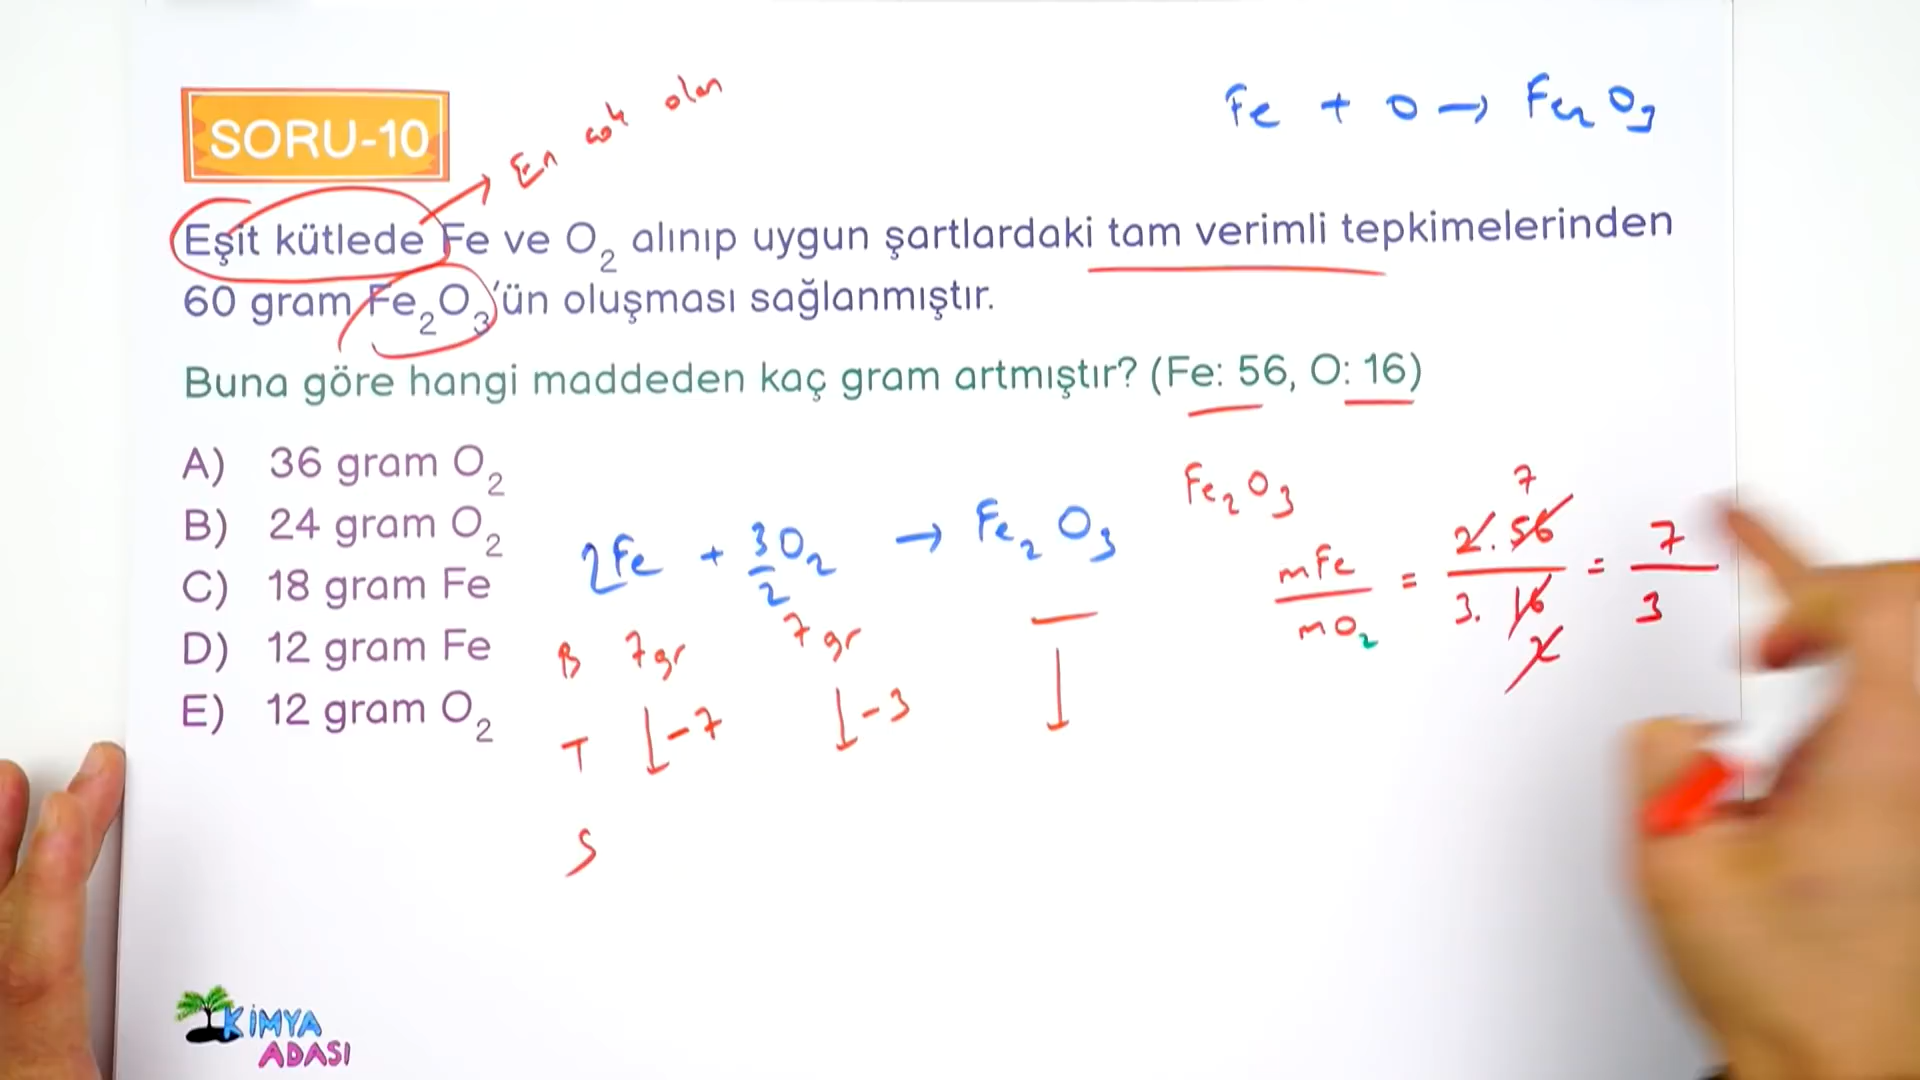 SORU-10
En çok olan
Fe + O → Fe2O3
Eşit kütlede Fe ve O2 alınıp uygun şartlardaki tam verimli tepkimelerinden
60 gram Fe2O3'ün oluşması sağlanmıştır.
Buna göre hangi maddeden kaç gram artmıştır? (Fe: 56, O: 16)
A) 36 gram O2
B) 24 gram O2
C) 18 gram Fe
D) 12 gram Fe
E) 12 gram O2
2Fe + 3/2 O2 → Fe2O3
B 7gr 7gr —
T -7 -3
S
Fe2O3
mFe/mO2 = 2.56/3.16 = 7/3
7
2
KİMYA
ADASI